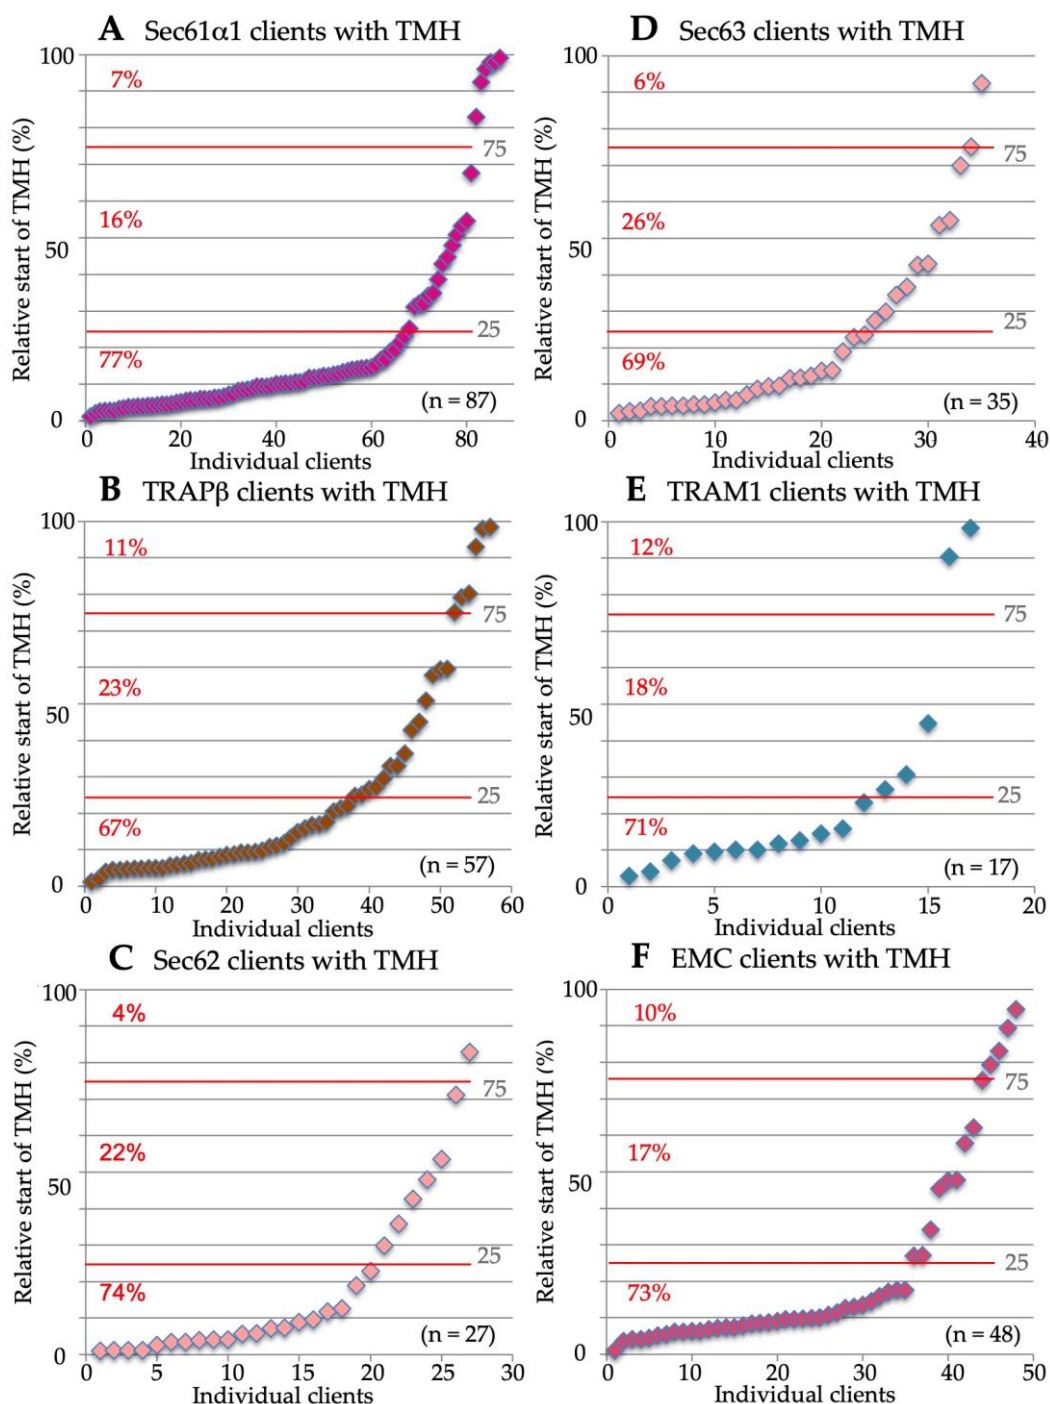 A Sec61α1 clients with TMH
Relative start of TMH (%)
100
50
0
7%
75
16%
25
77%
(n = 87)
0 20 40 60 80
Individual clients
B TRAPβ clients with TMH
Relative start of TMH (%)
100
50
0
11%
75
23%
25
67%
(n = 57)
0 10 20 30 40 50 60
Individual clients
C Sec62 clients with TMH
Relative start of TMH (%)
100
50
0
4%
75
22%
25
74%
(n = 27)
0 5 10 15 20 25 30
Individual clients
D Sec63 clients with TMH
Relative start of TMH (%)
100
50
0
6%
75
26%
25
69%
(n = 35)
0 10 20 30 40
Individual clients
E TRAM1 clients with TMH
Relative start of TMH (%)
100
50
0
12%
75
18%
25
71%
(n = 17)
0 5 10 15 20
Individual clients
F EMC clients with TMH
Relative start of TMH (%)
100
50
0
10%
75
17%
25
73%
(n = 48)
0 10 20 30 40 50
Individual clients